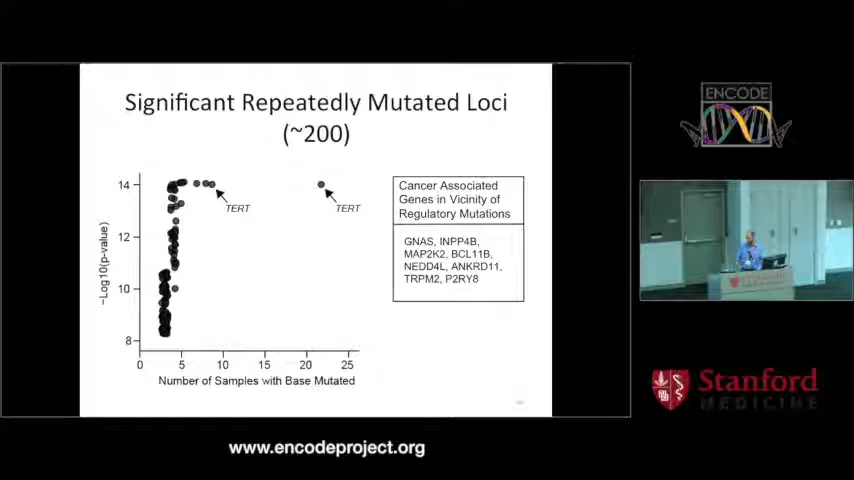 Significant Repeatedly Mutated Loci
(~200)
14
12
10
8
−Log10(p-value)
0
5
10
15
20
25
Number of Samples with Base Mutated
TERT
TERT
Cancer Associated
Genes in Vicinity of
Regulatory Mutations
GNAS, INPP4B,
MAP2K2, BCL11B,
NEDD4L, ANKRD11,
TRPM2, P2RY8
ENCODE
Stanford
MEDICINE
www.encodeproject.org